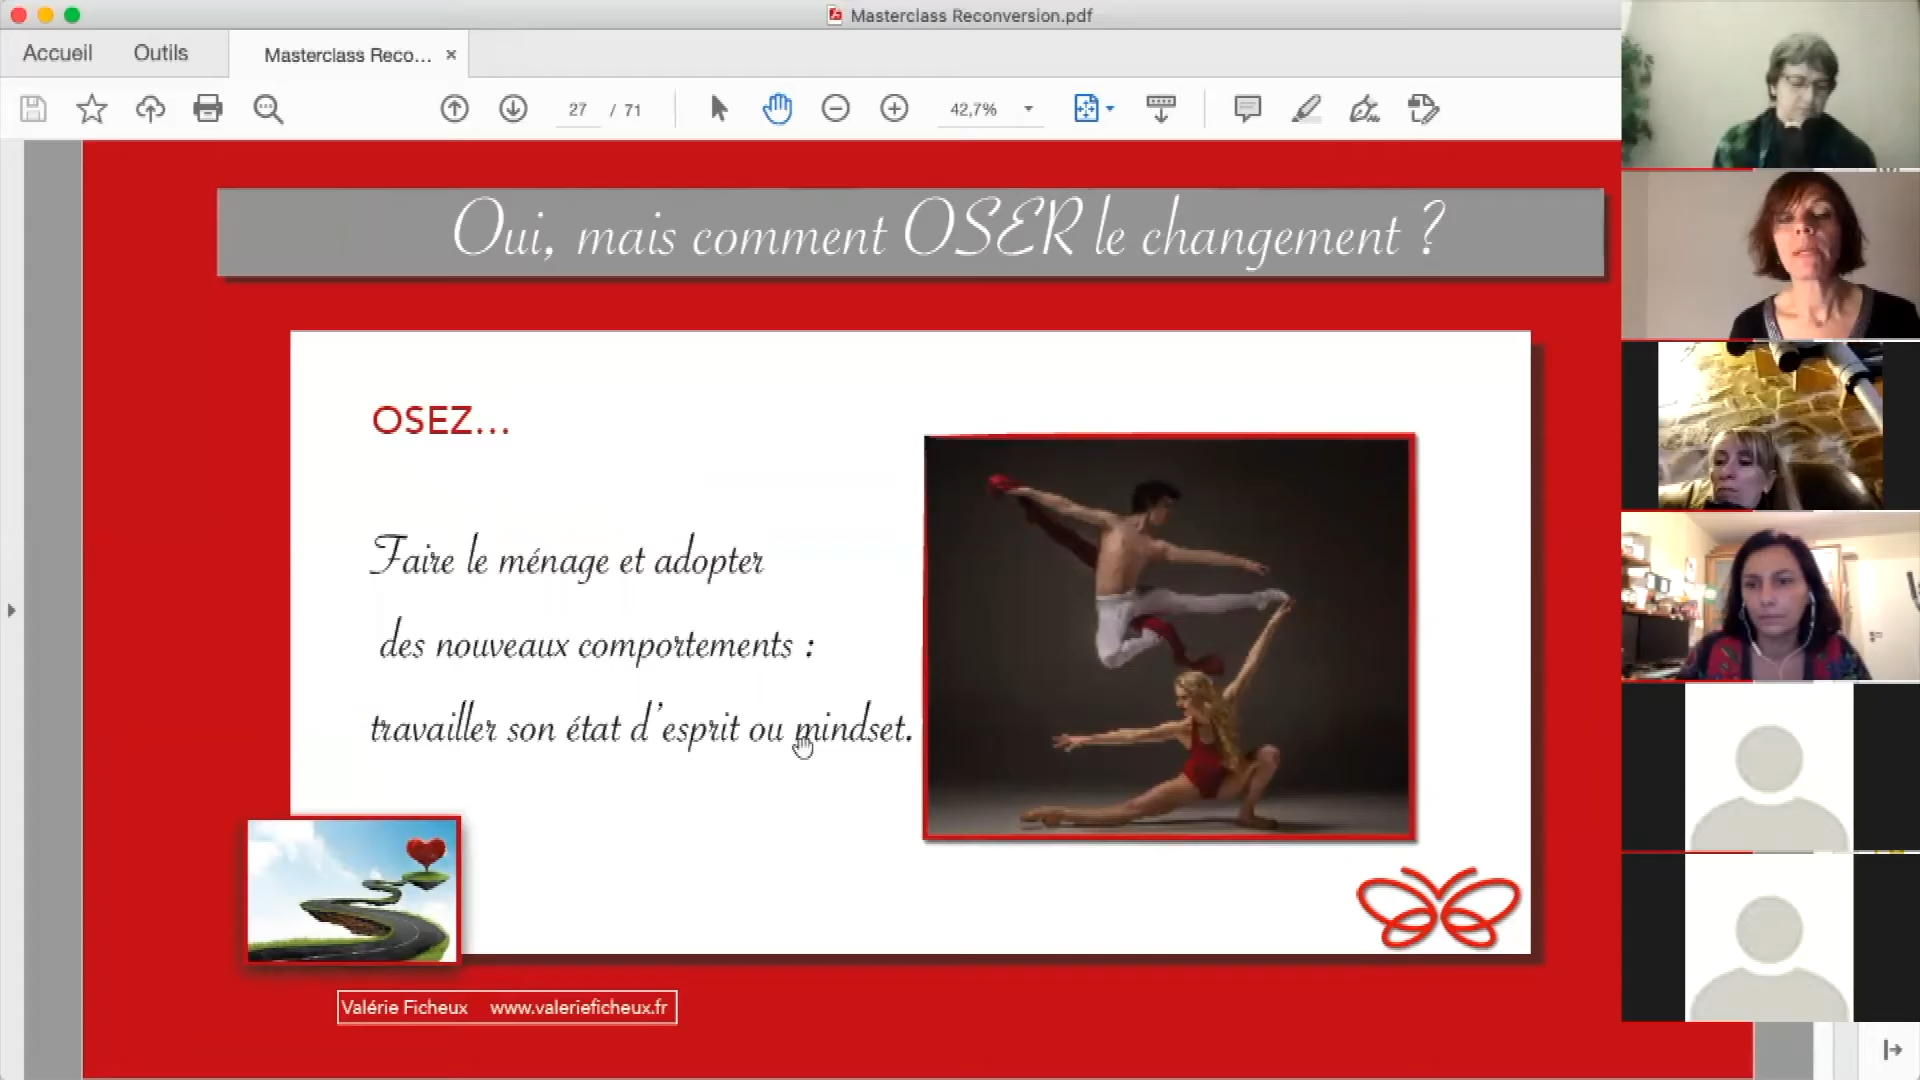 Masterclass Reconversion.pdf
Accueil
Outils
Masterclass Reco...
27 / 71
42,7%
Oui, mais comment OSER le changement ?
OSEZ...
Faire le ménage et adopter
des nouveaux comportements :
travailler son état d'esprit ou mindset.
Valérie Ficheux www.valerieficheux.fr